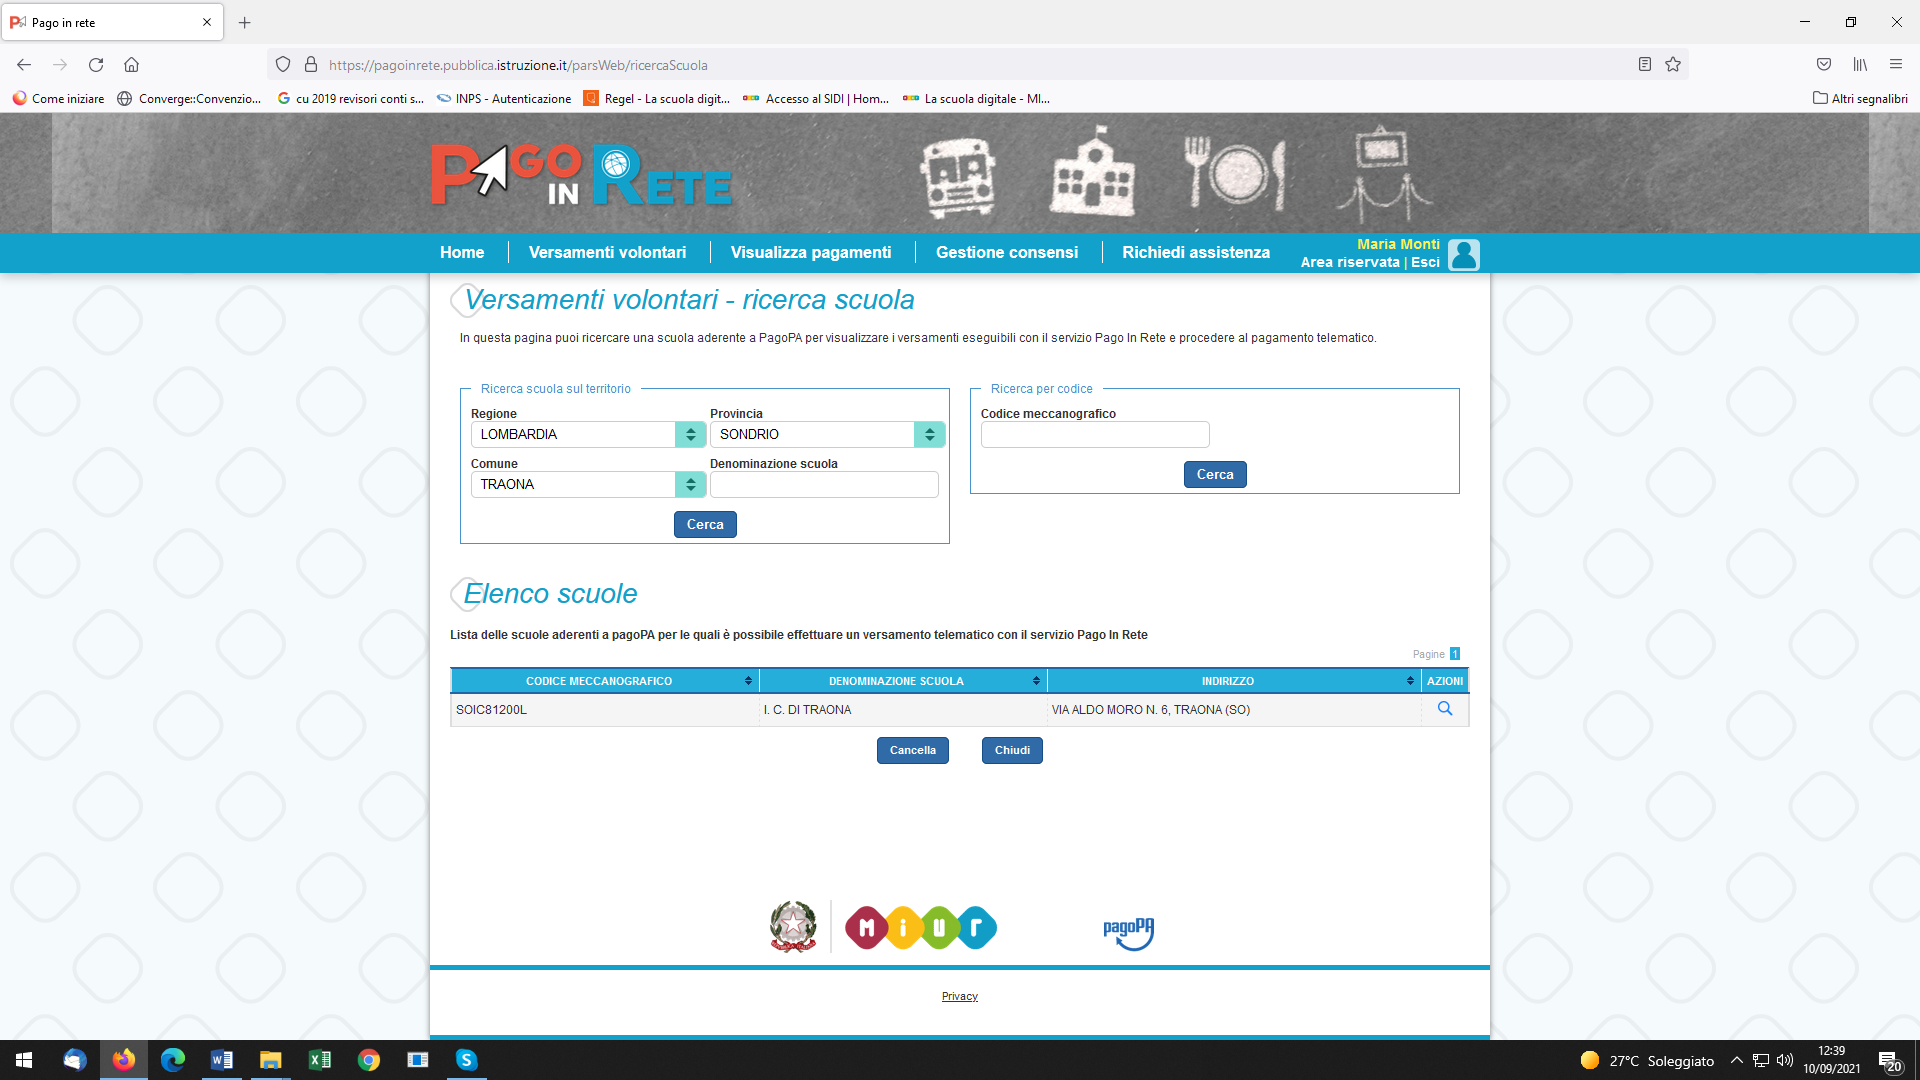 Pago in rete
https://pagoinrete.pubblica.istruzione.it/parsWeb/ricercaScuola
Come iniziare Converge::Convenzio... cu 2019 revisori conti s... INPS - Autenticazione Regel - La scuola digit... Accesso al SIDI | Hom... La scuola digitale - MI... Altri segnalibri
PAGO IN RETE
Home Versamenti volontari Visualizza pagamenti Gestione consensi Richiedi assistenza
Maria Monti
Area riservata | Esci
Versamenti volontari - ricerca scuola
In questa pagina puoi ricercare una scuola aderente a PagoPA per visualizzare i versamenti eseguibili con il servizio Pago In Rete e procedere al pagamento telematico.
Ricerca scuola sul territorio
Regione Provincia
LOMBARDIA SONDRIO
Comune Denominazione scuola
TRAONA
Cerca
Ricerca per codice
Codice meccanografico
Cerca
Elenco scuole
Lista delle scuole aderenti a pagoPA per le quali è possibile effettuare un versamento telematico con il servizio Pago In Rete
Pagine 1
CODICE MECCANOGRAFICO DENOMINAZIONE SCUOLA INDIRIZZO AZIONI
SOIC81200L I. C. DI TRAONA VIA ALDO MORO N. 6, TRAONA (SO)
Cancella Chiudi
MiUr
pagoPA
Privacy
27°C Soleggiato
12:39
10/09/2021
20